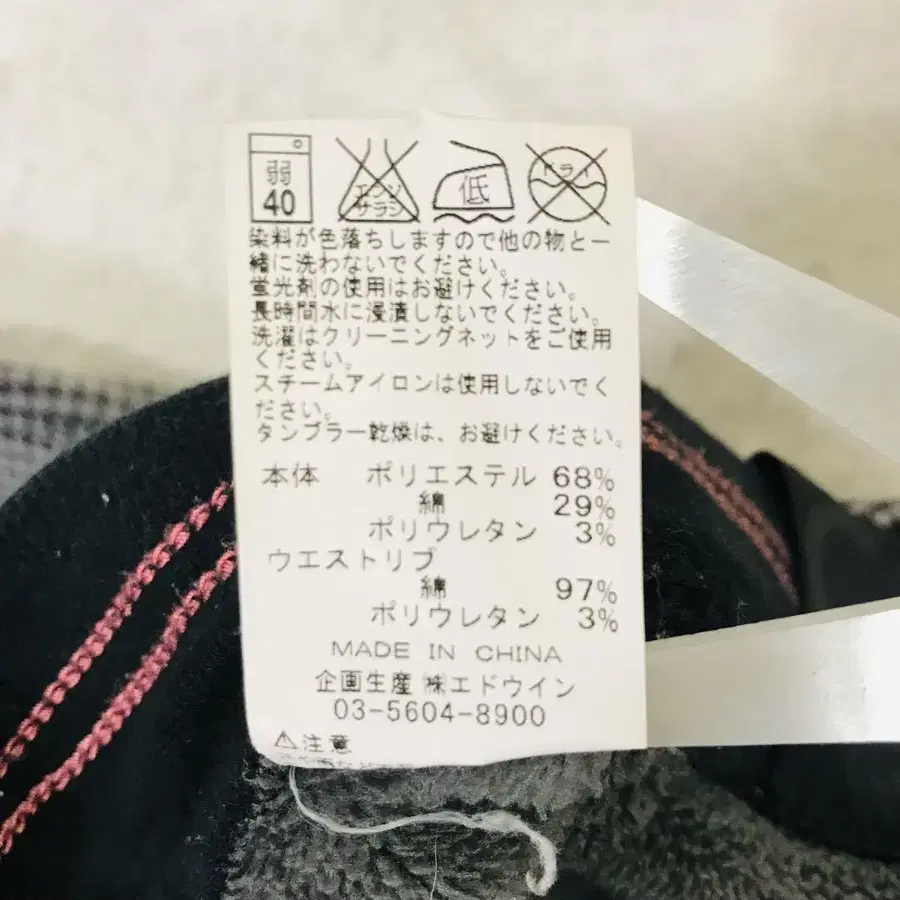 弱
40
エンソ
サラシ
低
ドライ
染料が色落ちしますので他の物と一
緒に洗わないでください。
蛍光剤の使用はお避けください。
長時間水に浸漬しないでください。
洗濯はクリーニングネットをご使用
ください。
スチームアイロンは使用しないでく
ださい。
タンブラー乾燥は、お避けください。
本体 ポリエステル 68%
綿 29%
ポリウレタン 3%
ウエストリブ
綿 97%
ポリウレタン 3%
MADE IN CHINA
企画生産 ㈱エドウイン
03-5604-8900
⚠注意